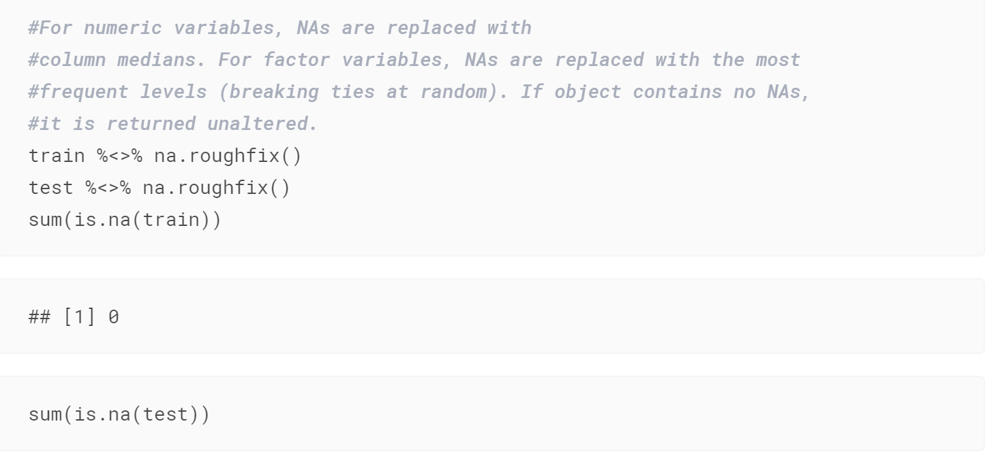 #For numeric variables, NAs are replaced with
#column medians. For factor variables, NAs are replaced with the most
#frequent levels (breaking ties at random). If object contains no NAs,
#it is returned unaltered.
train %<>% na.roughfix()
test %<>% na.roughfix()
sum(is.na(train))
## [1] 0
sum(is.na(test))